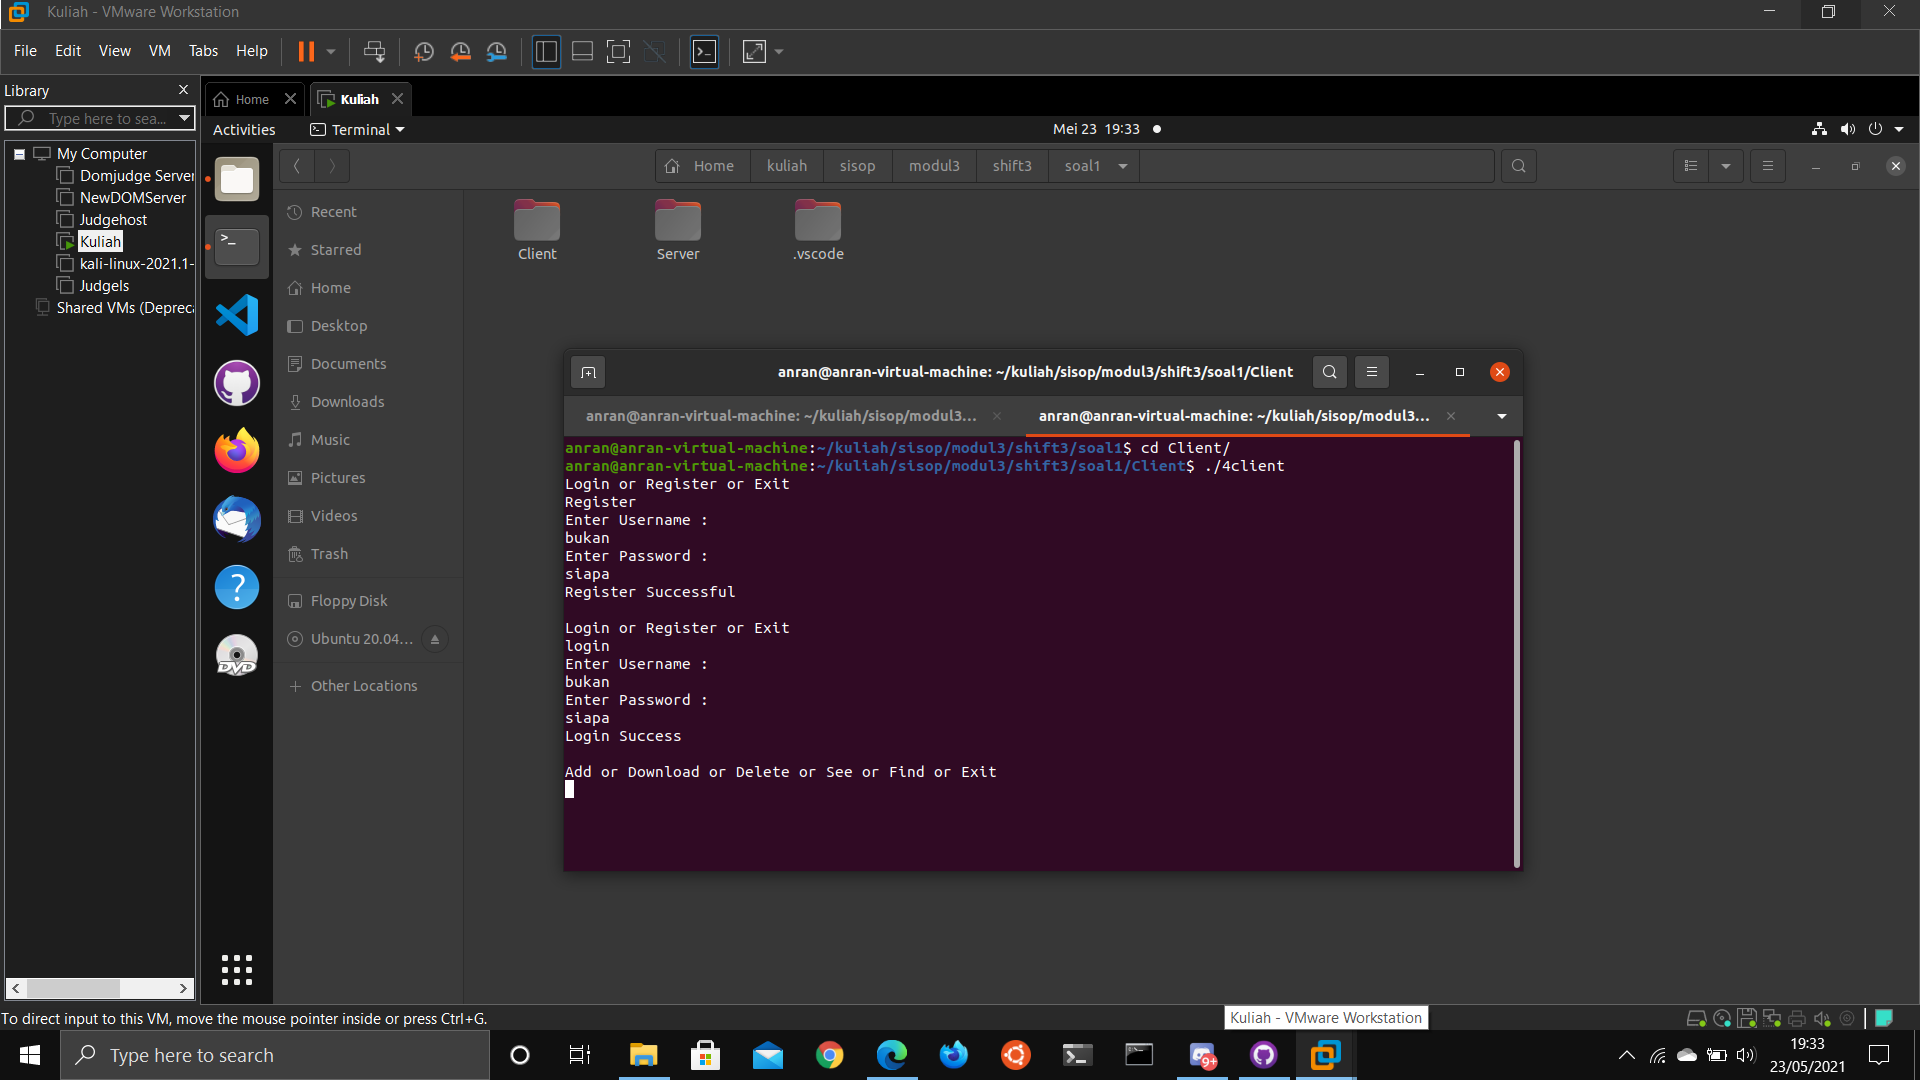 Kuliah - VMware Workstation
File Edit View VM Tabs Help
Library
Type here to sea...
My Computer
Domjudge Server
NewDOMServer
Judgehost
Kuliah
kali-linux-2021.1-
Judgels
Shared VMs (Depreca
Home
Kuliah
Activities
Terminal
Mei 23 19:33
Home kuliah sisop modul3 shift3 soal1
Recent
Starred
Home
Desktop
Documents
Downloads
Music
Pictures
Videos
Trash
Floppy Disk
Ubuntu 20.04...
Other Locations
Client
Server
.vscode
DVD
anran@anran-virtual-machine: ~/kuliah/sisop/modul3/shift3/soal1/Client
anran@anran-virtual-machine: ~/kuliah/sisop/modul3...
anran@anran-virtual-machine: ~/kuliah/sisop/modul3...
anran@anran-virtual-machine:~/kuliah/sisop/modul3/shift3/soal1$ cd Client/
anran@anran-virtual-machine:~/kuliah/sisop/modul3/shift3/soal1/Client$ ./4client
Login or Register or Exit
Register
Enter Username :
bukan
Enter Password :
siapa
Register Successful
Login or Register or Exit
login
Enter Username :
bukan
Enter Password :
siapa
Login Success
Add or Download or Delete or See or Find or Exit
To direct input to this VM, move the mouse pointer inside or press Ctrl+G.
Kuliah - VMware Workstation
Type here to search
9+
19:33
23/05/2021